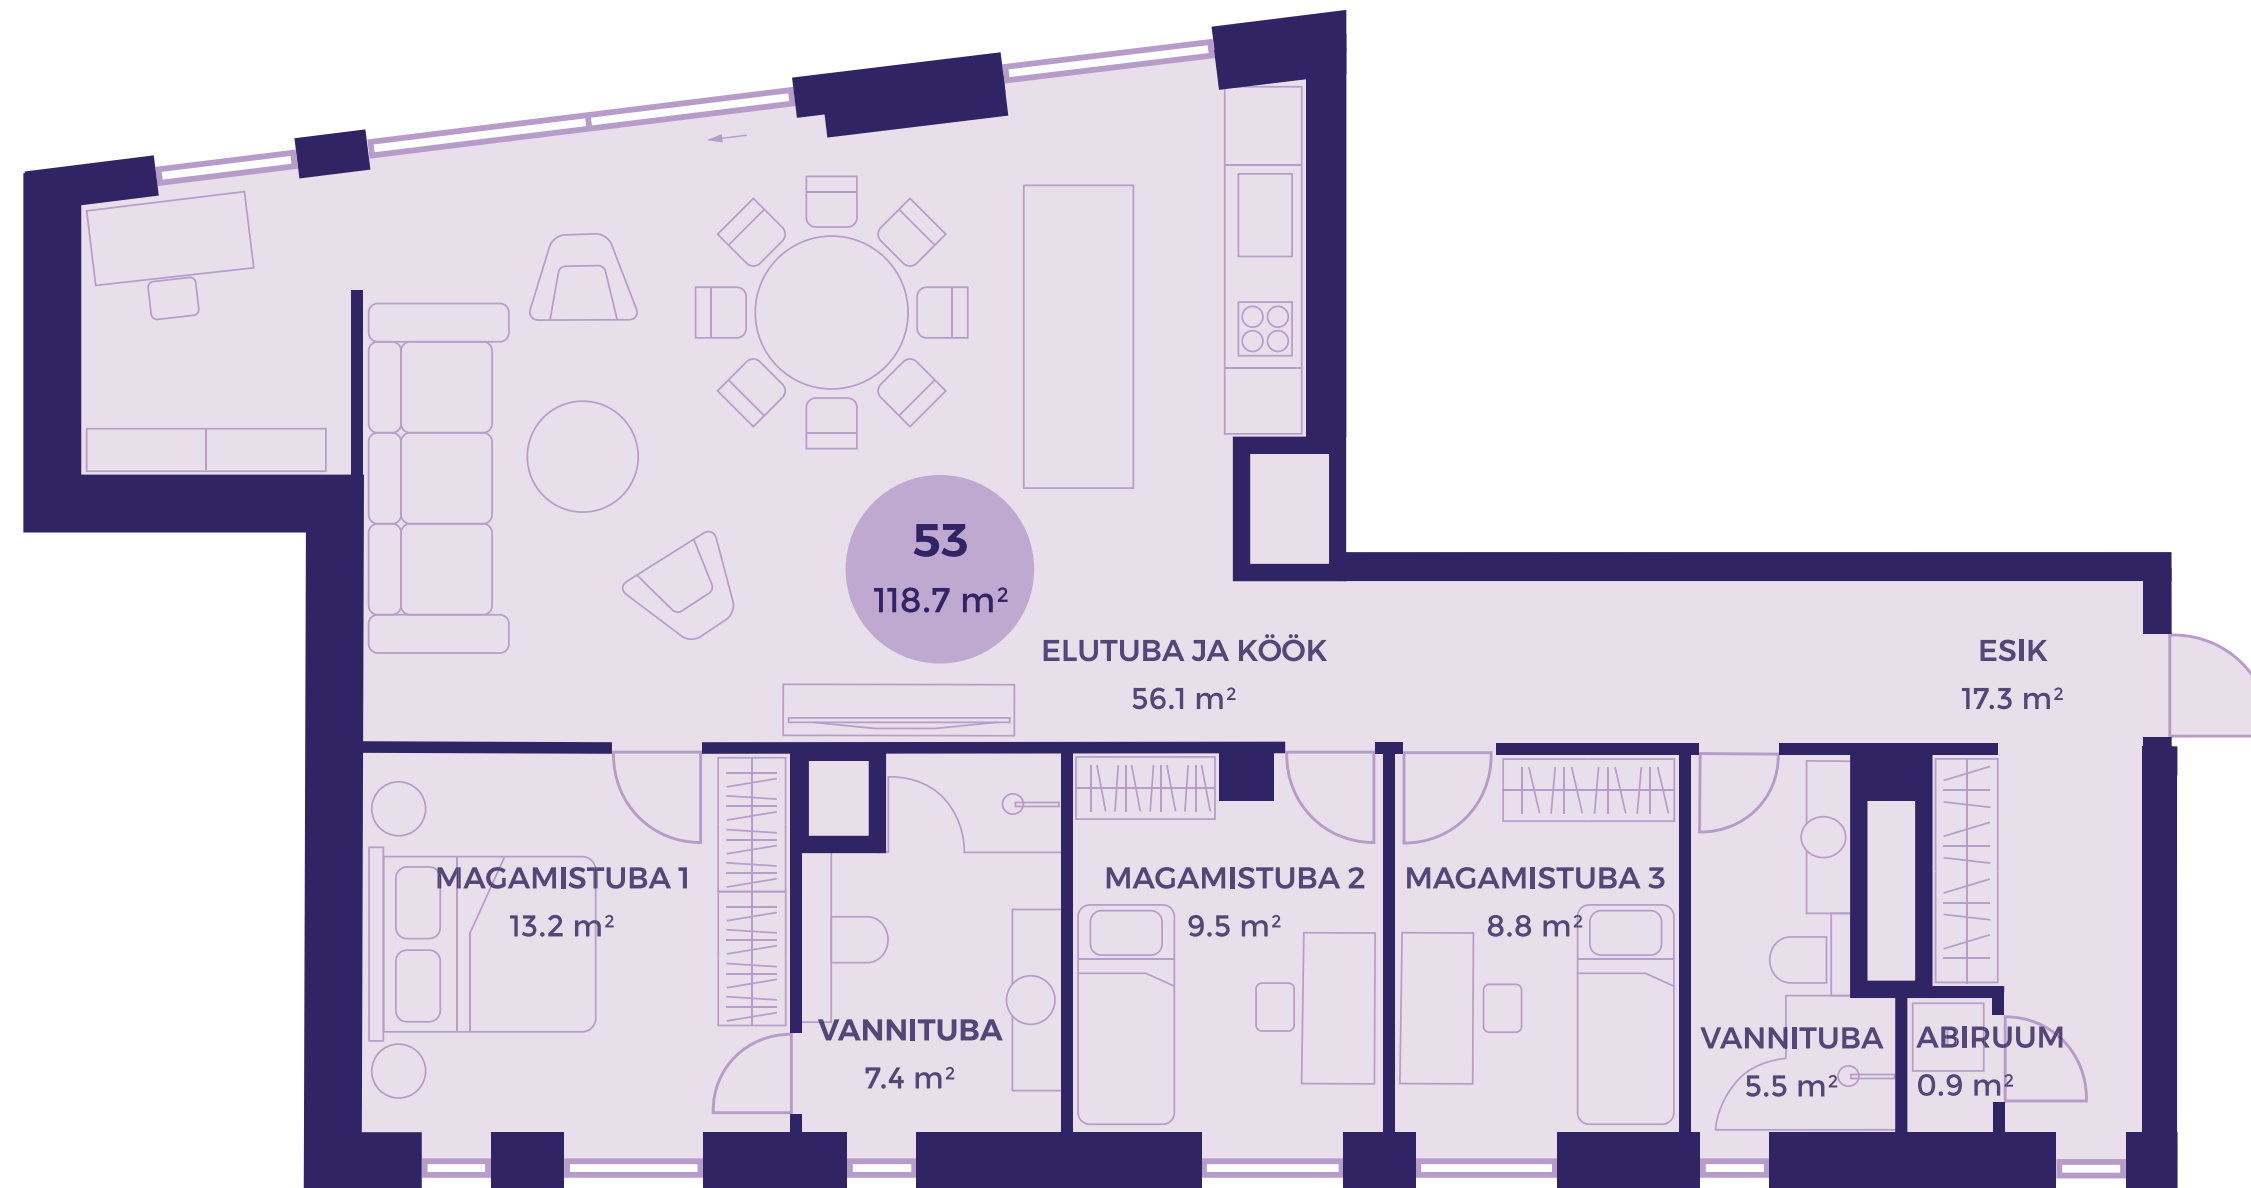 53
118.7 m²
ELUTUBA JA KÖÖK
56.1 m²
ESIK
17.3 m²
MAGAMISTUBA 1
13.2 m²
VANNITUBA
7.4 m²
MAGAMISTUBA 2
9.5 m²
MAGAMISTUBA 3
8.8 m²
VANNITUBA
5.5 m²
ABIRUUM
0.9 m²